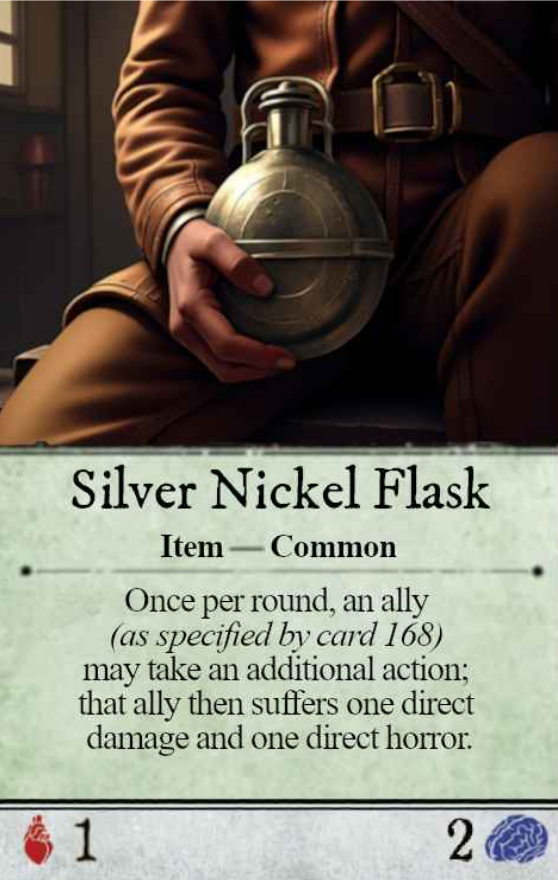 Silver Nickel Flask
Item — Common
Once per round, an ally
(as specified by card 168)
may take an additional action;
that ally then suffers one direct
damage and one direct horror.
1
2